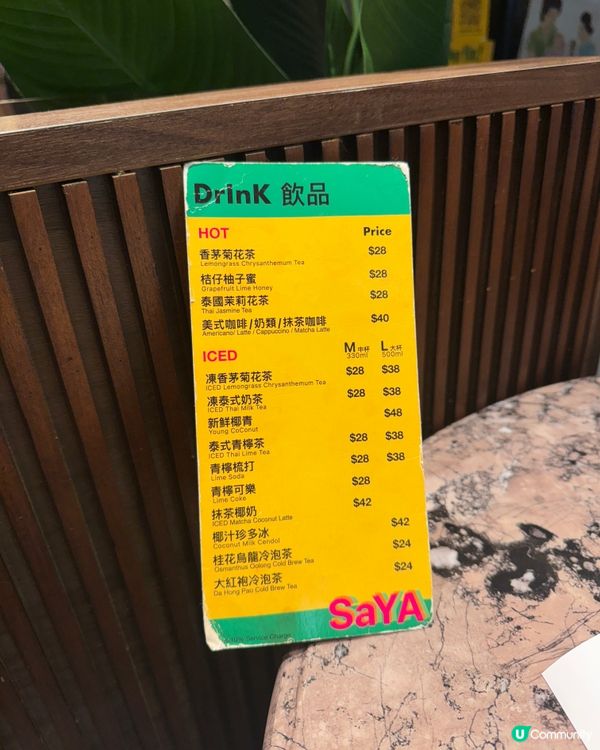 DrinK 飲品
HOT Price
香茅菊花茶 $28
Lemongrass Chrysanthemum Tea
桔仔柚子蜜 $28
Grapefruit Lime Honey
泰國茉莉花茶 $28
Thai Jasmine Tea
美式咖啡/奶類/抹茶咖啡 $40
Americano/ Latte / Cappuccino / Matcha Latte
ICED M 中杯 L 大杯
330ml 500ml
凍香茅菊花茶 $28 $38
ICED Lemongrass Chrysanthemum Tea
凍泰式奶茶 $28 $38
ICED Thai Milk Tea
新鮮椰青 $48
Young CoConut
泰式青檸茶 $28 $38
ICED Thai Lime Tea
青檸梳打 $28 $38
Lime Soda
青檸可樂 $28
Lime Coke
抹茶椰奶 $42
ICED Matcha Coconut Latte
椰汁珍多冰 $42
Coconut Milk Cendol
桂花烏龍冷泡茶 $24
Osmanthus Oolong Cold Brew Tea
大紅袍冷泡茶 $24
Da Hong Pao Cold Brew Tea
SaYA
10% Service Charge
U Community